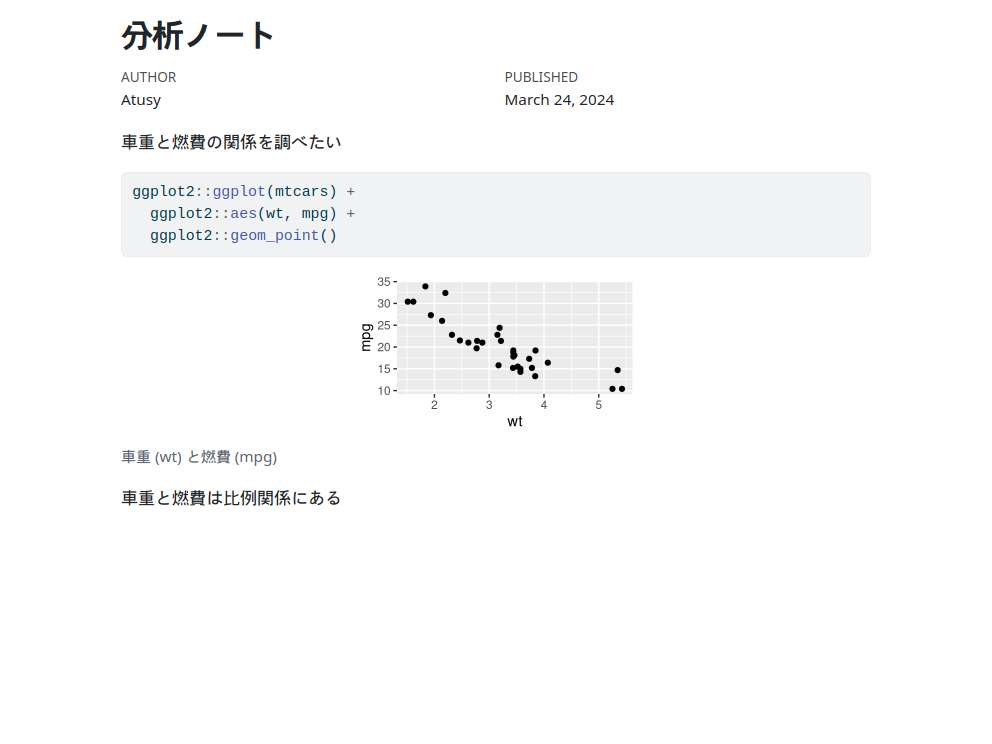 分析ノート
AUTHOR
Atusy
PUBLISHED
March 24, 2024
車重と燃費の関係を調べたい
ggplot2::ggplot(mtcars) +
  ggplot2::aes(wt, mpg) +
  ggplot2::geom_point()
35
30
25
20
15
10
mpg
2 3 4 5
wt
車重 (wt) と燃費 (mpg)
車重と燃費は比例関係にある